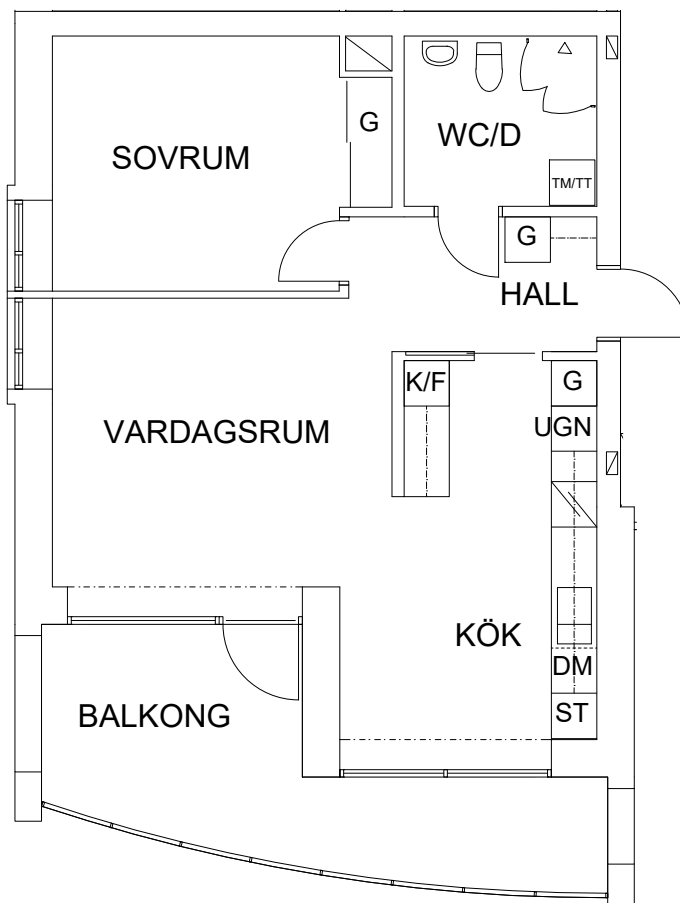 G
WC/D
SOVRUM
TM/TT
G
HALL
K/F
G
UGN
VARDAGSRUM
KÖK
DM
ST
BALKONG